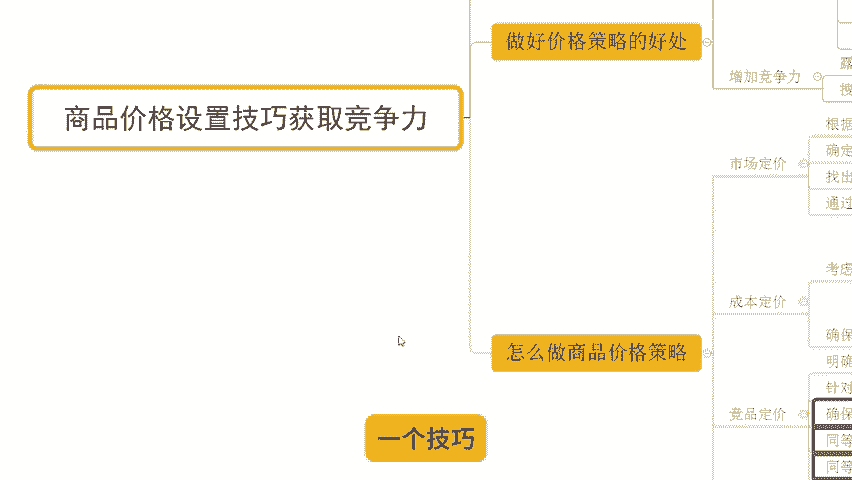 做好价格策略的好处
增加竞争力
商品价格设置技巧获取竞争力
根据
确定
市场定价
找出
通过
考虑
成本定价
确保
怎么做商品价格策略
明确
针对
竞品定价
确保
一个技巧
同等
同等